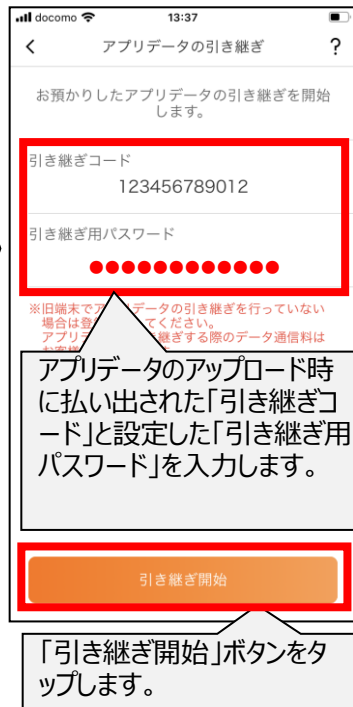 docomo 13:37
アプリデータの引き継ぎ ?
お預かりしたアプリデータの引き継ぎを開始
します。
引き継ぎコード
123456789012
引き継ぎ用パスワード
●●●●●●●●●●●●
※旧端末でア データの引き継ぎを行っていない
場合は登 てください。
アプリデ 継ぎする際のデータ通信料は
アプリデータのアップロード時
に払い出された「引き継ぎコ
ード」と設定した「引き継ぎ用
パスワード」を入力します。
引き継ぎ開始
「引き継ぎ開始」ボタンをタ
ップします。